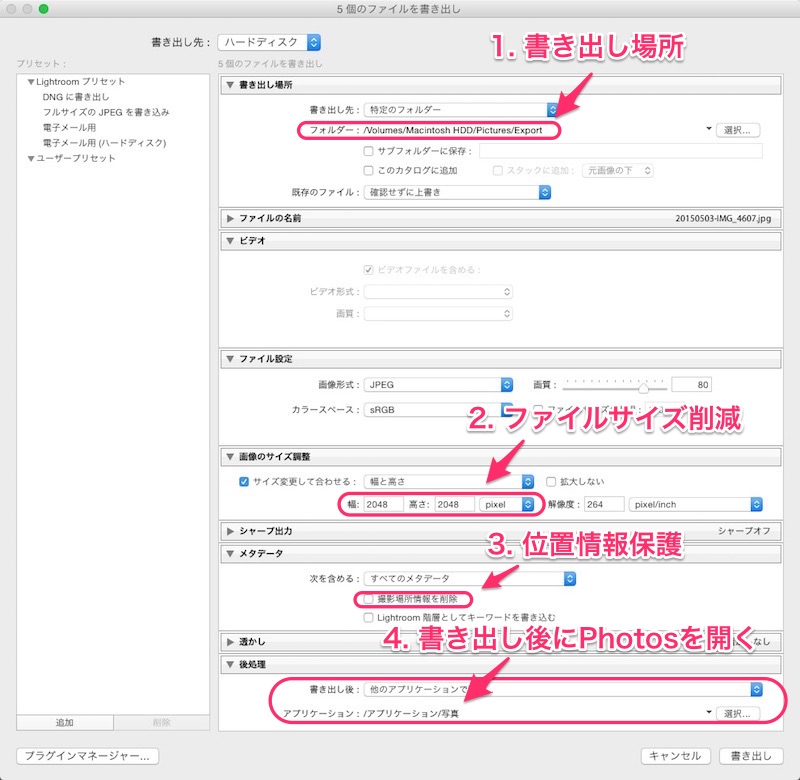 5 個のファイルを書き出し
書き出し先： ハードディスク
1. 書き出し場所
プリセット：
5 個のファイルを書き出し
▼Lightroom プリセット
DNG に書き出し
フルサイズの JPEG を書き込み
電子メール用
電子メール用 (ハードディスク)
▼ユーザープリセット
▼ 書き出し場所
書き出し先： 特定のフォルダー
フォルダー： /Volumes/Macintosh HDD/Pictures/Export 選択...
サブフォルダーに保存：
このカタログに追加 スタックに追加： 元画像の下
既存のファイル： 確認せずに上書き
▶ ファイルの名前 20150503-IMG_4607.jpg
▼ ビデオ
ビデオファイルを含める：
ビデオ形式：
画質：
▼ ファイル設定
画像形式： JPEG 画質： 80
カラースペース： sRGB
2. ファイルサイズ削減
▼ 画像のサイズ調整
サイズ変更して合わせる： 幅と高さ 拡大しない
幅： 2048 高さ： 2048 pixel 解像度： 264 pixel/inch
▶ シャープ出力 シャープオフ
3. 位置情報保護
▼ メタデータ
次を含める： すべてのメタデータ
撮影場所情報を削除
Lightroom 階層としてキーワードを書き込む
4. 書き出し後にPhotosを開く
▶ 透かし なし
▼ 後処理
書き出し後： 他のアプリケーションで
アプリケーション： /アプリケーション/写真 選択...
追加 削除
プラグインマネージャー... キャンセル 書き出し